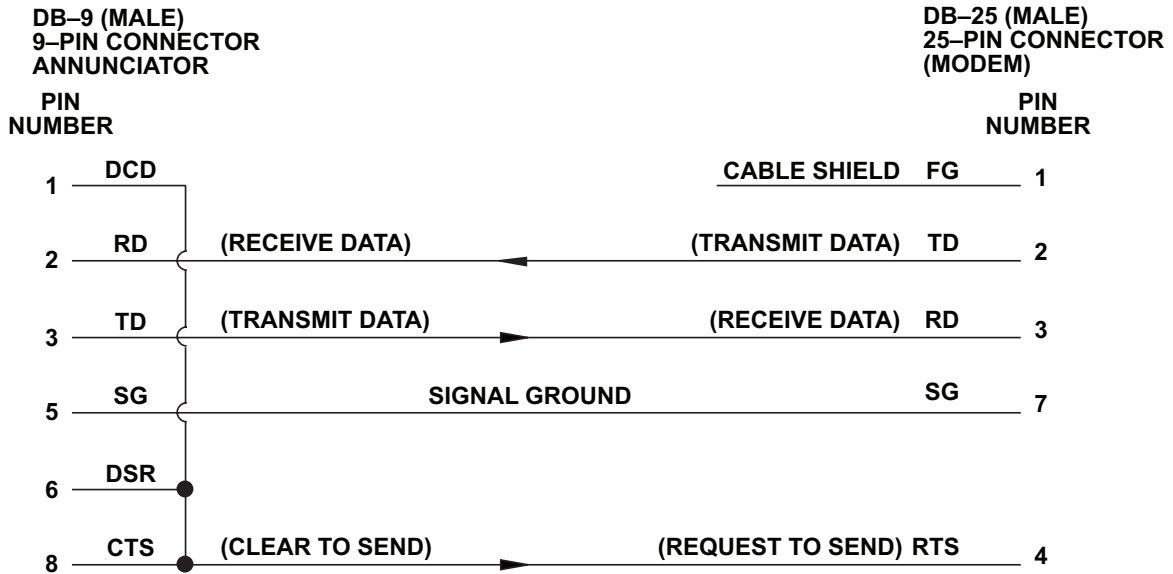 DB–9 (MALE)
9–PIN CONNECTOR
ANNUNCIATOR
DB–25 (MALE)
25–PIN CONNECTOR
(MODEM)
PIN
NUMBER
PIN
NUMBER
1 DCD CABLE SHIELD FG 1
2 RD (RECEIVE DATA) (TRANSMIT DATA) TD 2
3 TD (TRANSMIT DATA) (RECEIVE DATA) RD 3
5 SG SIGNAL GROUND SG 7
6 DSR
8 CTS (CLEAR TO SEND) (REQUEST TO SEND) RTS 4